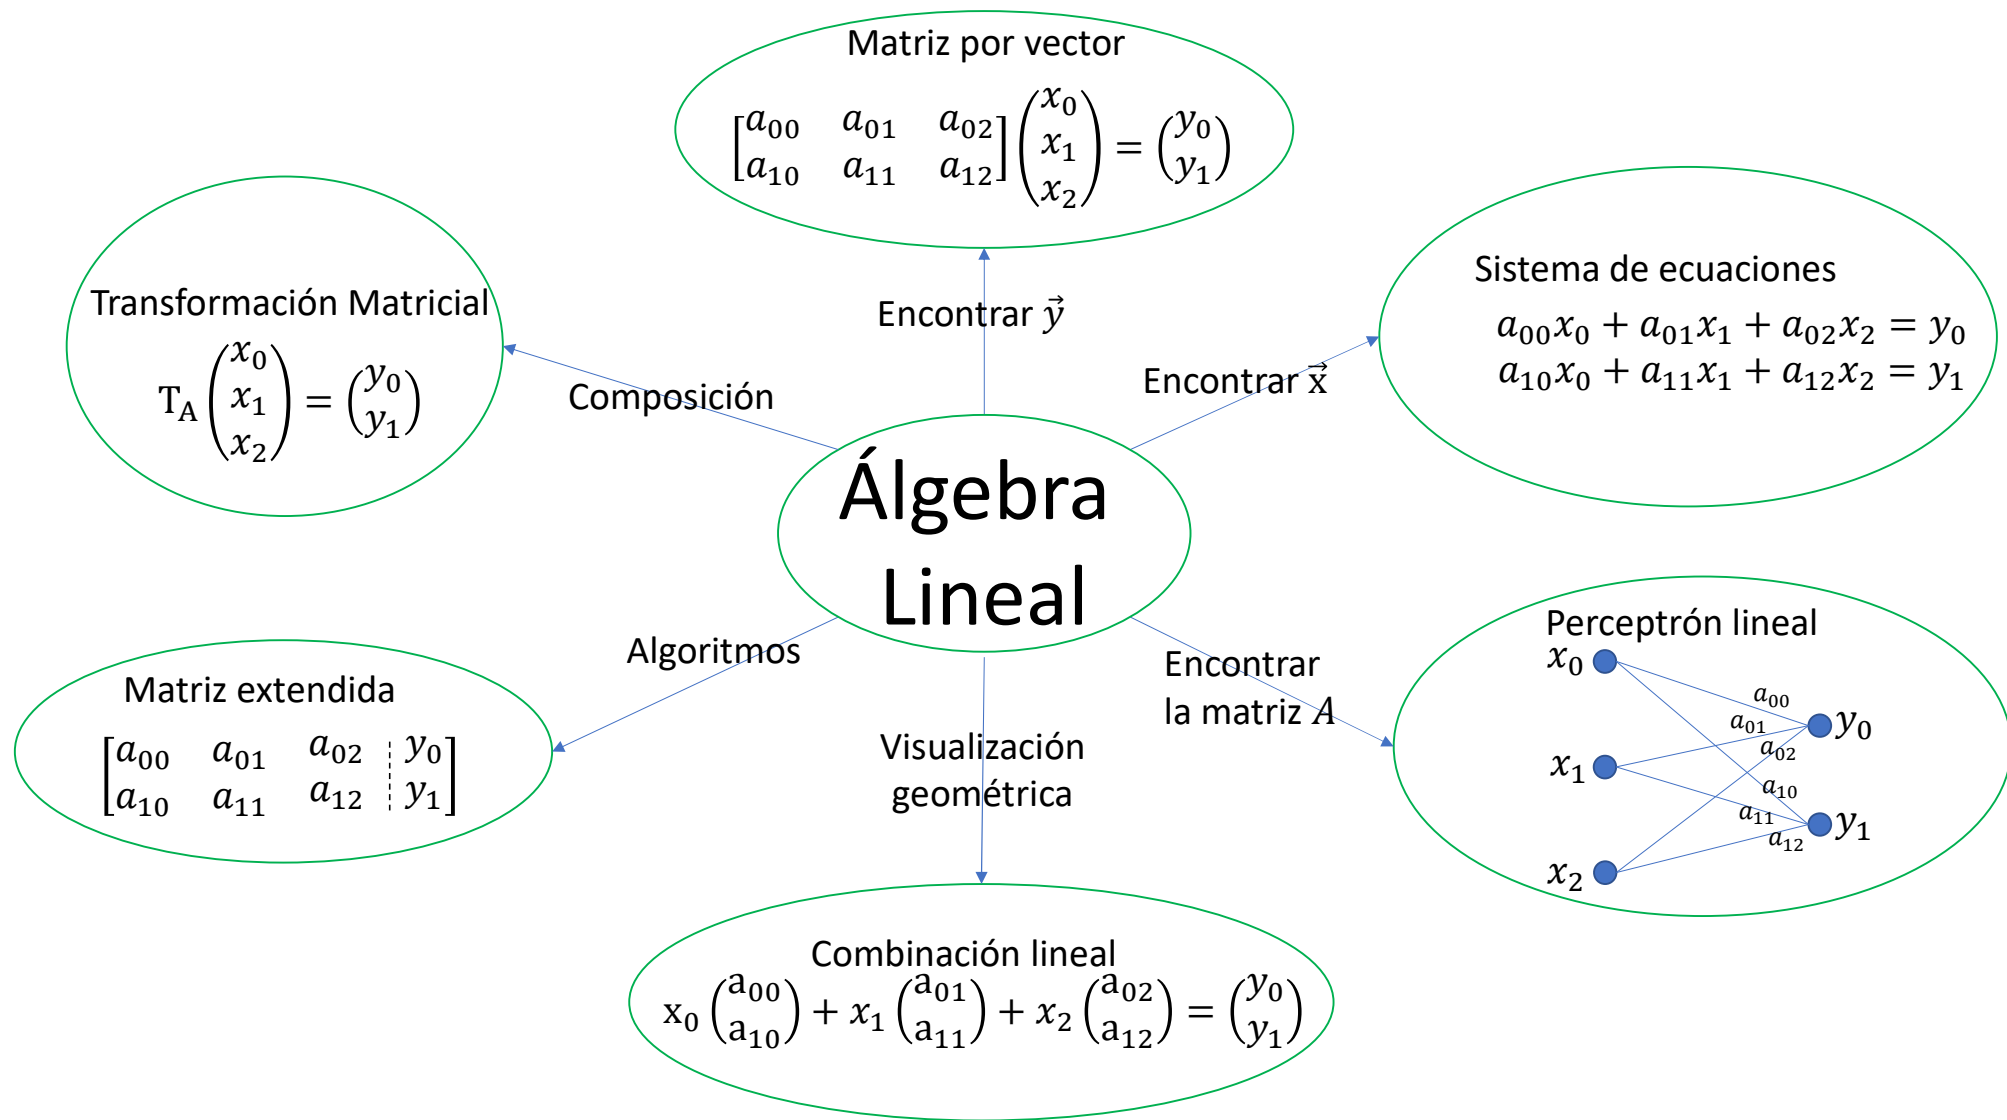 Matriz por vector
[a₀₀ a₀₁ a₀₂; a₁₀ a₁₁ a₁₂] (x₀; x₁; x₂) = (y₀; y₁)
Transformación Matricial
T_A (x₀; x₁; x₂) = (y₀; y₁)
Sistema de ecuaciones
a₀₀x₀ + a₀₁x₁ + a₀₂x₂ = y₀
a₁₀x₀ + a₁₁x₁ + a₁₂x₂ = y₁
Encontrar y⃗
Encontrar x⃗
Composición
Álgebra
Lineal
Algoritmos
Encontrar
la matriz A
Visualización
geométrica
Matriz extendida
[a₀₀ a₀₁ a₀₂ ¦ y₀; a₁₀ a₁₁ a₁₂ ¦ y₁]
Perceptrón lineal
x₀
a₀₀
a₀₁
y₀
a₀₂
x₁
a₁₀
a₁₁
y₁
a₁₂
x₂
Combinación lineal
x₀ (a₀₀; a₁₀) + x₁ (a₀₁; a₁₁) + x₂ (a₀₂; a₁₂) = (y₀; y₁)